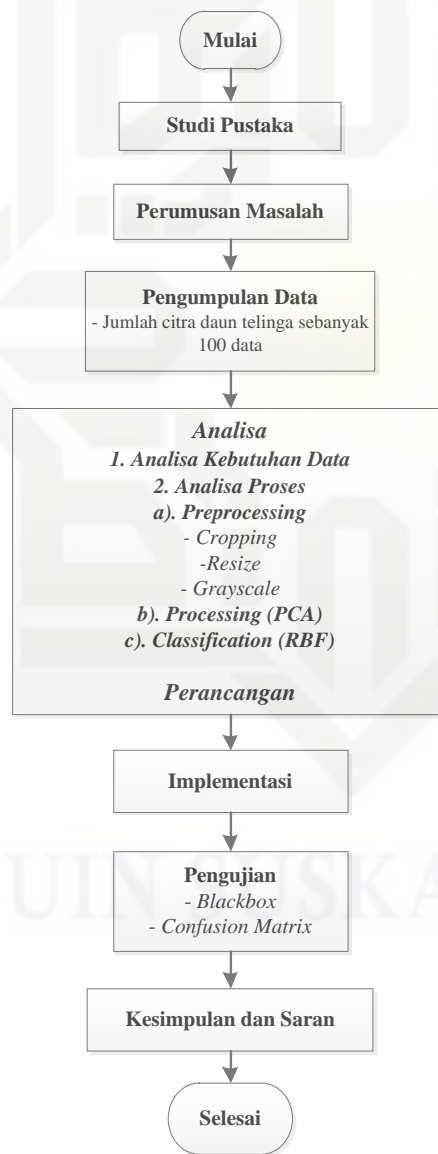 Mulai
Studi Pustaka
Perumusan Masalah
Pengumpulan Data
- Jumlah citra daun telinga sebanyak
100 data
Analisa
1. Analisa Kebutuhan Data
2. Analisa Proses
a). Preprocessing
- Cropping
-Resize
- Grayscale
b). Processing (PCA)
c). Classification (RBF)
Perancangan
Implementasi
UIN SUSKA
Pengujian
- Blackbox
- Confusion Matrix
Kesimpulan dan Saran
Selesai